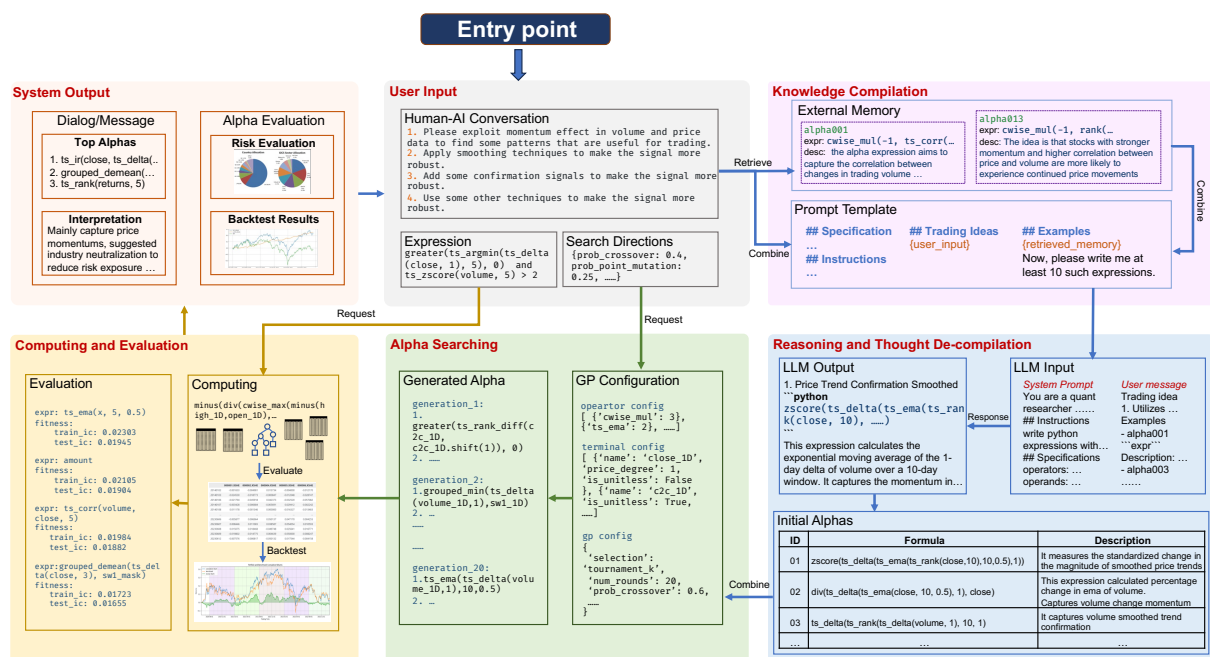 Entry point
System Output
Dialog/Message
Top Alphas
1. ts_ir(close, ts_delta(..
2. grouped_demean(…
3. ts_rank(returns, 5)
Interpretation
Mainly capture price
momentums, suggested
industry neutralization to
reduce risk exposure …
Alpha Evaluation
Risk Evaluation
Backtest Results
User Input
Human-AI Conversation
1. Please exploit momentum effect in volume and price
data to find some patterns that are useful for trading.
2. Apply smoothing techniques to make the signal more
robust.
3. Add some confirmation signals to make the signal more
robust.
4. Use some other techniques to make the signal more
robust.
Expression
greater(ts_argmin(ts_delta
(close, 1), 5), 0) and
ts_zscore(volume, 5) > 2
Search Directions
{prob_crossover: 0.4,
prob_point_mutation:
0.25, ……}
Retrieve
Combine
Knowledge Compilation
External Memory
alpha001
expr: cwise_mul(-1, ts_corr(…
desc: the alpha expression aims to
capture the correlation between
changes in trading volume …
alpha013
expr: cwise_mul(-1, rank(…
desc: The idea is that stocks with stronger
momentum and higher correlation between
price and volume are more likely to
experience continued price movements
Combine
Prompt Template
## Specification
…
## Instructions
…
## Trading Ideas
{user_input}
## Examples
{retrieved_memory}
Now, please write me at
least 10 such expressions.
Request
Request
Computing and Evaluation
Evaluation
expr: ts_ema(x, 5, 0.5)
fitness:
train_ic: 0.02303
test_ic: 0.01945
expr: amount
fitness:
train_ic: 0.02105
test_ic: 0.01904
expr: ts_corr(volume,
close, 5)
fitness:
train_ic: 0.01984
test_ic: 0.01882
expr:grouped_demean(ts_del
ta(close, 3), sw1_mask)
fitness:
train_ic: 0.01723
test_ic: 0.01655
Computing
minus(div(cwise_max(minus(h
igh_1D,open_1D),…
Evaluate
Backtest
Alpha Searching
Generated Alpha
generation_1:
1.
greater(ts_rank_diff(c
2c_1D,
c2c_1D.shift(1)), 0)
2. ……
generation_2:
1.grouped_min(ts_delta
(volume_1D,1),sw1_1D)
2. …
……
……
generation_20:
1.ts_ema(ts_delta(volu
me_1D,1),10,0.5)
2. …
GP Configuration
opeartor config
[ {‘cwise_mul’: 3},
{‘ts_ema’: 2}, ……]
terminal config
[ {‘name’: ‘close_1D’,
‘price_degree’: 1,
‘is_unitless’: False
}, {‘name’: ‘c2c_1D’,
‘is_unitless’: True,
……]
gp config
{
‘selection’:
‘tournament_k’,
‘num_rounds’: 20,
‘prob_crossover’: 0.6,
……
}
Combine
Reasoning and Thought De-compilation
LLM Output
1. Price Trend Confirmation Smoothed
```python
zscore(ts_delta(ts_ema(ts_ran
k(close, 10), ……)
```
This expression calculates the
exponential moving average of the 1-
day delta of volume over a 10-day
window. It captures the momentum in…
Response
LLM Input
System Prompt
You are a quant
researcher ……
## Instructions
write python
expressions with…
## Specifications
operators: …
operands: …
User message
Trading idea
1. Utilizes …
Examples
- alpha001
```expr```
Description: …
- alpha003
……
Initial Alphas
ID Formula Description
01 zscore(ts_delta(ts_ema(ts_rank(close,10),10,0.5),1)) It measures the standardized change in
the magnitude of smoothed price trends
02 div(ts_delta(ts_ema(close, 10, 0.5), 1), close) This expression calculated percentage
change in ema of volume.
Captures volume change momentum
03 ts_delta(ts_rank(ts_delta(volume, 1), 10, 1) It captures volume smoothed trend
confirmation
… … …